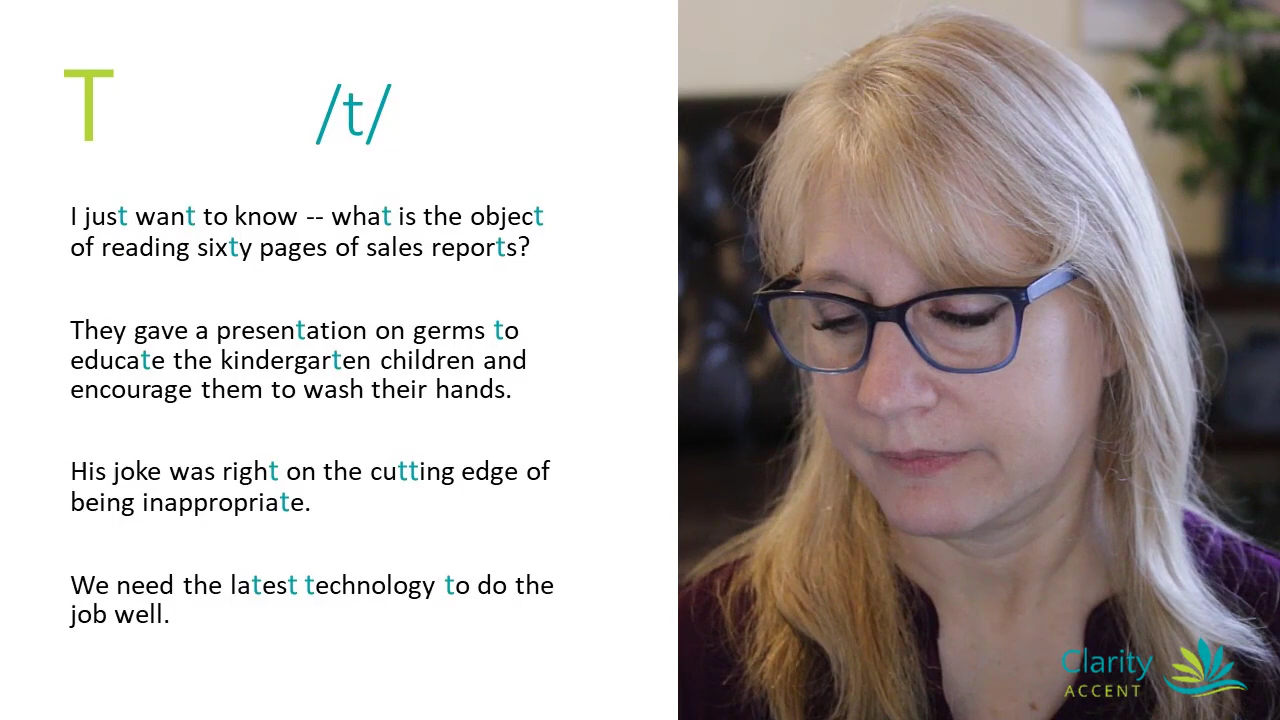 T /t/
I just want to know -- what is the object
of reading sixty pages of sales reports?
They gave a presentation on germs to
educate the kindergarten children and
encourage them to wash their hands.
His joke was right on the cutting edge of
being inappropriate.
We need the latest technology to do the
job well.
Clarity
ACCENT